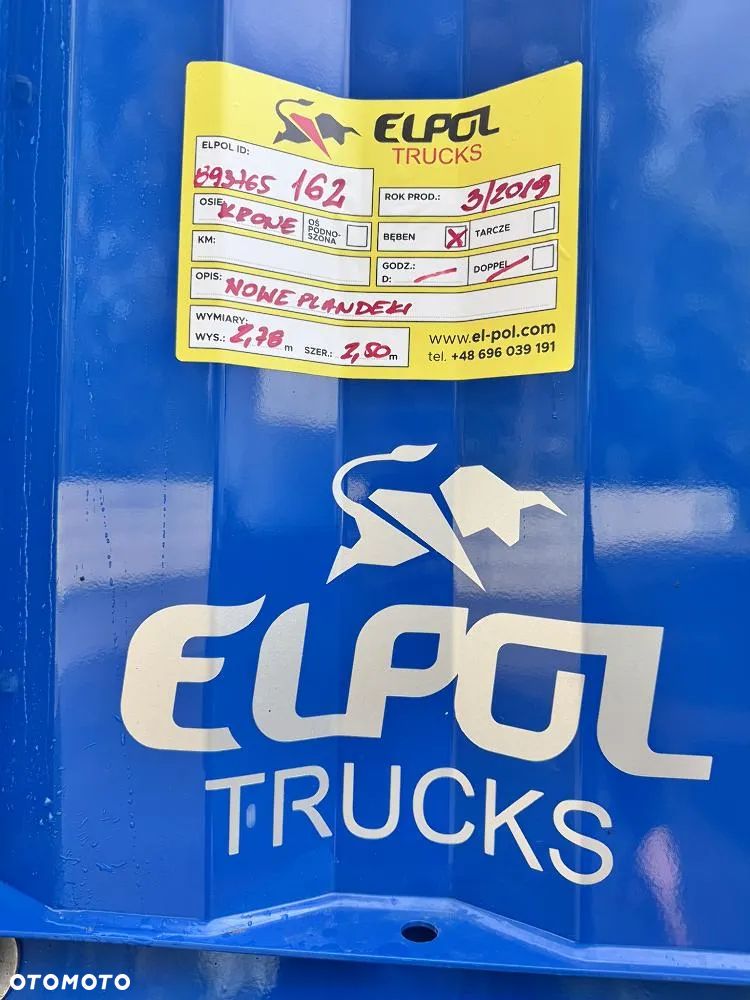 ELPOL
TRUCKS
ELPOL ID:
893765 162
ROK PROD.: 3/2019
OSIE: KRONE OŚ PODNO-SZONA
BĘBEN X TARCZE
KM:
GODZ.: D: DOPPEL
OPIS: NOWE PLANDEKI
WYMIARY:
WYS.: 2,78 m SZER.: 2,50 m
www.el-pol.com
tel. +48 696 039 191
ELPOL
TRUCKS
OTOMOTO